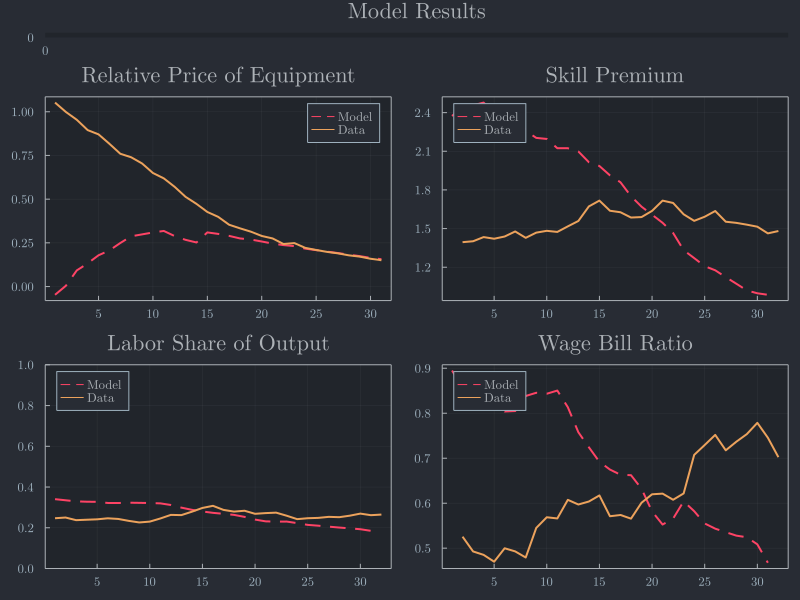 Model Results
0
0
Relative Price of Equipment
1.00
0.75
0.50
0.25
0.00
Model
Data
5 10 15 20 25 30
Skill Premium
2.4
2.1
1.8
1.5
1.2
Model
Data
5 10 15 20 25 30
Labor Share of Output
1.0
0.8
0.6
0.4
0.2
0.0
Model
Data
5 10 15 20 25 30
Wage Bill Ratio
0.9
0.8
0.7
0.6
0.5
Model
Data
5 10 15 20 25 30